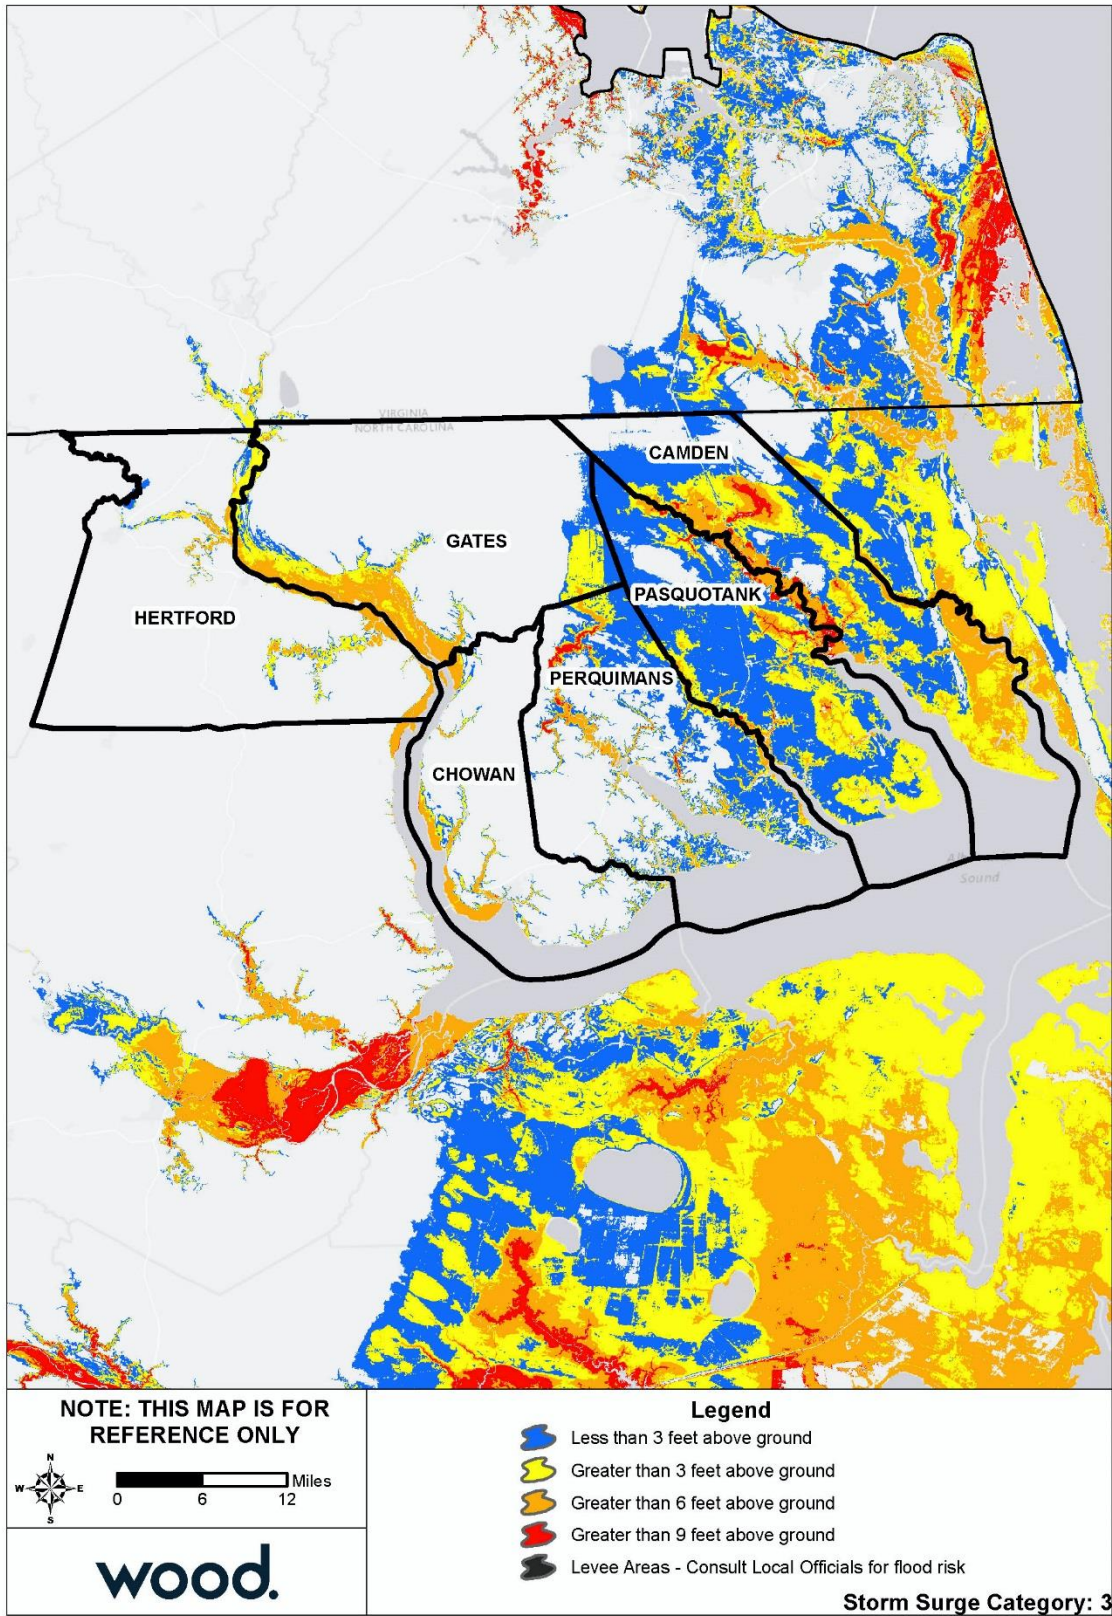 VIRGINIA
NORTH CAROLINA
CAMDEN
GATES
PASQUOTANK
HERTFORD
PERQUIMANS
CHOWAN
Sound
NOTE: THIS MAP IS FOR
REFERENCE ONLY
N
W E
S
Miles
0 6 12
wood.
Legend
Less than 3 feet above ground
Greater than 3 feet above ground
Greater than 6 feet above ground
Greater than 9 feet above ground
Levee Areas - Consult Local Officials for flood risk
Storm Surge Category: 3